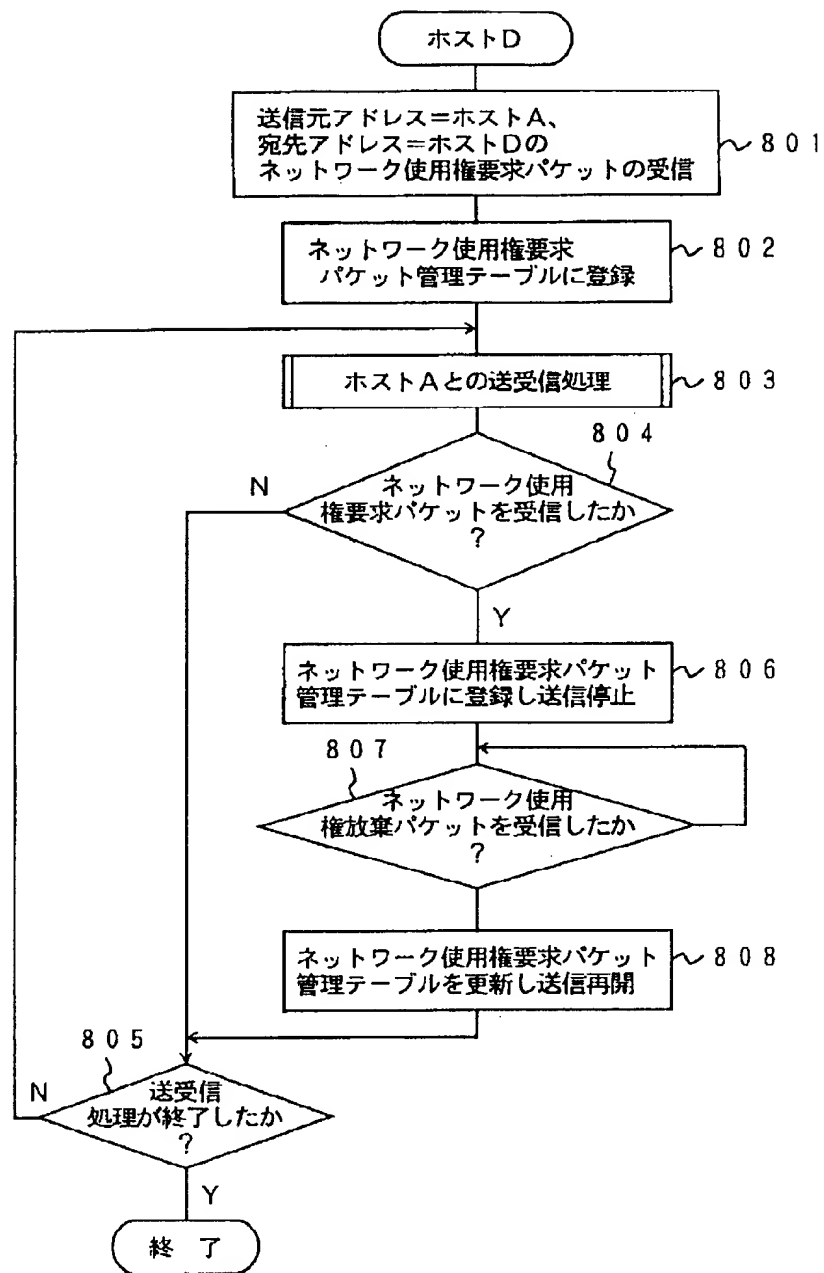 ホストD
送信元アドレス＝ホストA、
宛先アドレス＝ホストDの
ネットワーク使用権要求パケットの受信
801
ネットワーク使用権要求
パケット管理テーブルに登録
802
ホストAとの送受信処理
803
804
ネットワーク使用
権要求パケットを受信したか
?
N
Y
ネットワーク使用権要求パケット
管理テーブルに登録し送信停止
806
807
ネットワーク使用
権放棄パケットを受信したか
?
ネットワーク使用権要求パケット
管理テーブルを更新し送信再開
808
805
送受信
処理が終了したか
?
N
Y
終 了